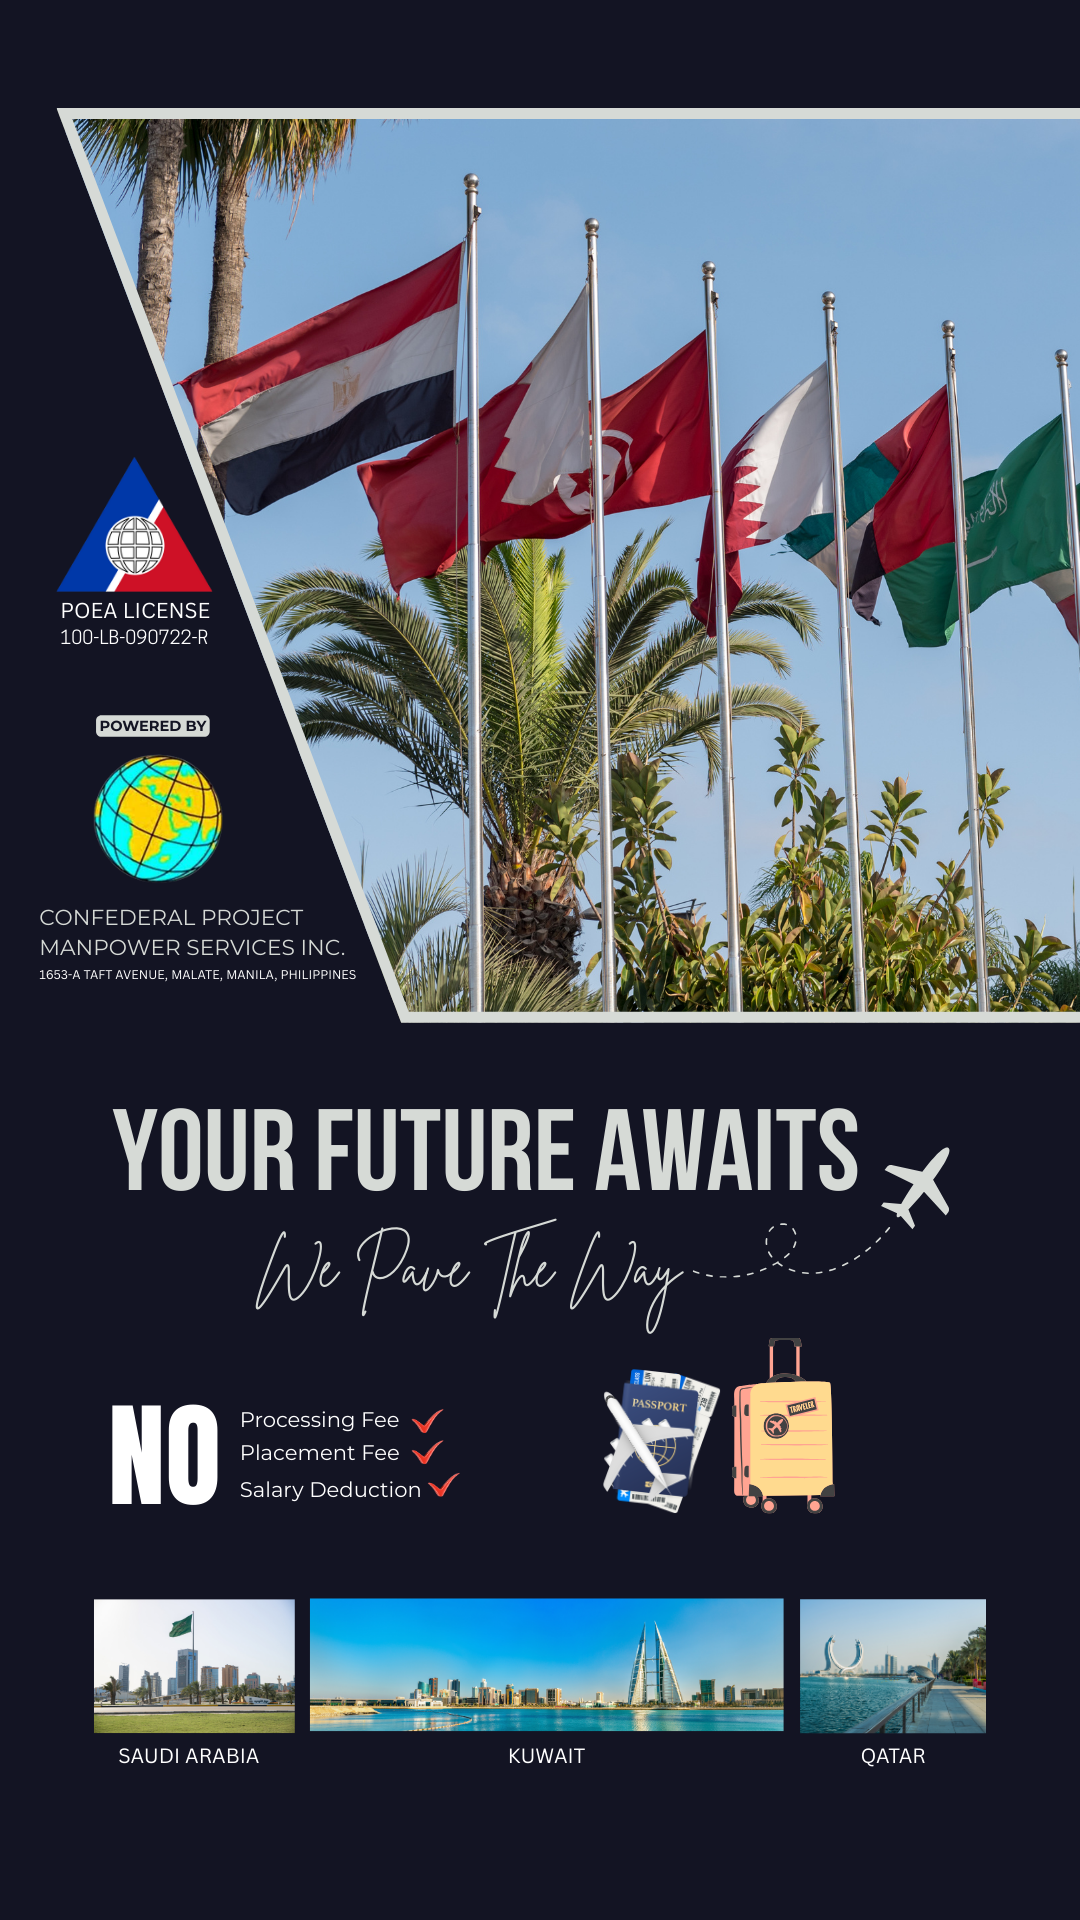 POEA LICENSE
100-LB-090722-R
POWERED BY
CONFEDERAL PROJECT
MANPOWER SERVICES INC.
1653-A TAFT AVENUE, MALATE, MANILA, PHILIPPINES
YOUR FUTURE AWAITS
We Pave The Way
NO
Processing Fee
Placement Fee
Salary Deduction
PASSPORT
TRAVELER
SAUDI ARABIA
KUWAIT
QATAR